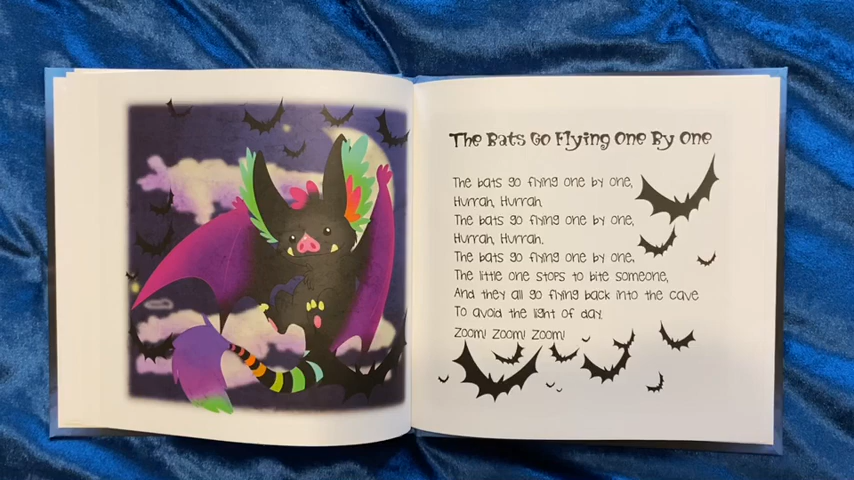 The Bats Go Flying One By One
The bats go flying one by one,
Hurrah, Hurrah.
The bats go flying one by one,
Hurrah, Hurrah.
The bats go flying one by one,
The little one stops to bite someone,
And they all go flying back into the cave
To avoid the light of day.
Zoom! Zoom! Zoom!